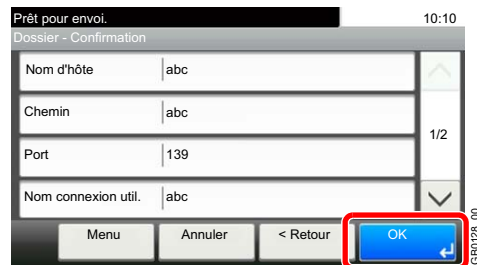 Prêt pour envoi. 10:10
Dossier - Confirmation
Nom d'hôte abc
Chemin abc
1/2
Port 139
Nom connexion util. abc
Menu Annuler < Retour OK
GB0128_00